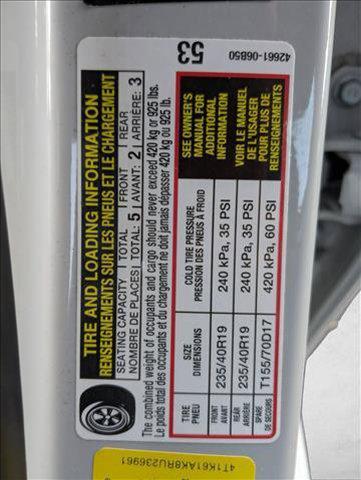 42661-06B50
53
TIRE AND LOADING INFORMATION
RENSEIGNEMENTS SUR LES PNEUS ET LE CHARGEMENT
SEATING CAPACITY TOTAL FRONT REAR
NOMBRE DE PLACES TOTAL: 5 AVANT: 2 ARRIÈRE: 3
The combined weight of occupants and cargo should never exceed 420 kg or 925 lbs.
Le poids total des occupants et du chargement ne doit jamais dépasser 420 kg ou 925 lb.
TIRE SIZE COLD TIRE PRESSURE
PNEU DIMENSIONS PRESSION DES PNEUS À FROID
FRONT
AVANT 235/40R19 240 kPa, 35 PSI
REAR
ARRIÈRE 235/40R19 240 kPa, 35 PSI
SPARE
DE SECOURS T155/70D17 420 kPa, 60 PSI
SEE OWNER'S
MANUAL FOR
ADDITIONAL
INFORMATION
VOIR LE MANUEL
DE L'USAGER
POUR PLUS DE
RENSEIGNEMENTS
4T1K61AK8RU236961